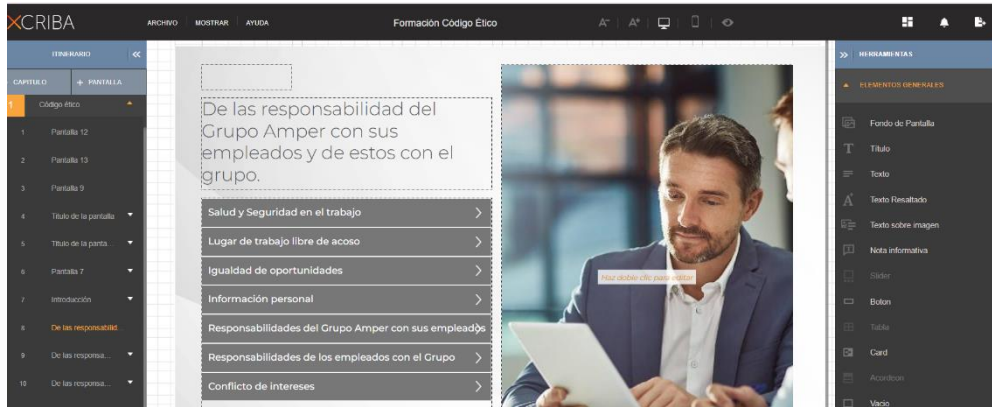 XCRIBA
ARCHIVO MOSTRAR AYUDA
Formación Código Ético
A- A+
ITINERARIO
CAPITULO + PANTALLA
1 Código ético
1 Pantalla 12
2 Pantalla 13
3 Pantalla 9
4 Título de la pantalla
5 Título de la panta...
6 Pantalla 7
7 Introducción
8 De las responsabilid...
9 De las responsa...
10 De las responsa...
De las responsabilidad del
Grupo Amper con sus
empleados y de estos con el
grupo.
Salud y Seguridad en el trabajo
Lugar de trabajo libre de acoso
Igualdad de oportunidades
Información personal
Responsabilidades del Grupo Amper con sus empleados
Responsabilidades de los empleados con el Grupo
Conflicto de intereses
Haz doble clic para editar
HERRAMIENTAS
ELEMENTOS GENERALES
Fondo de Pantalla
Título
Texto
Texto Resaltado
Texto sobre imagen
Nota informativa
Slider
Boton
Tabla
Card
Acordeon
Vacio